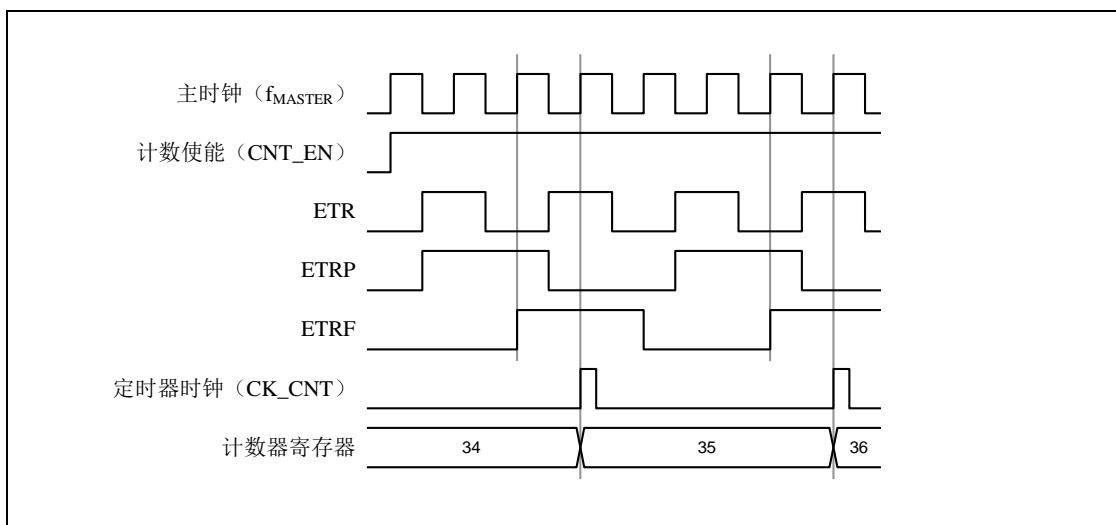 主时钟（fMASTER）
计数使能（CNT_EN）
ETR
ETRP
ETRF
定时器时钟（CK_CNT）
计数器寄存器
34 35 36